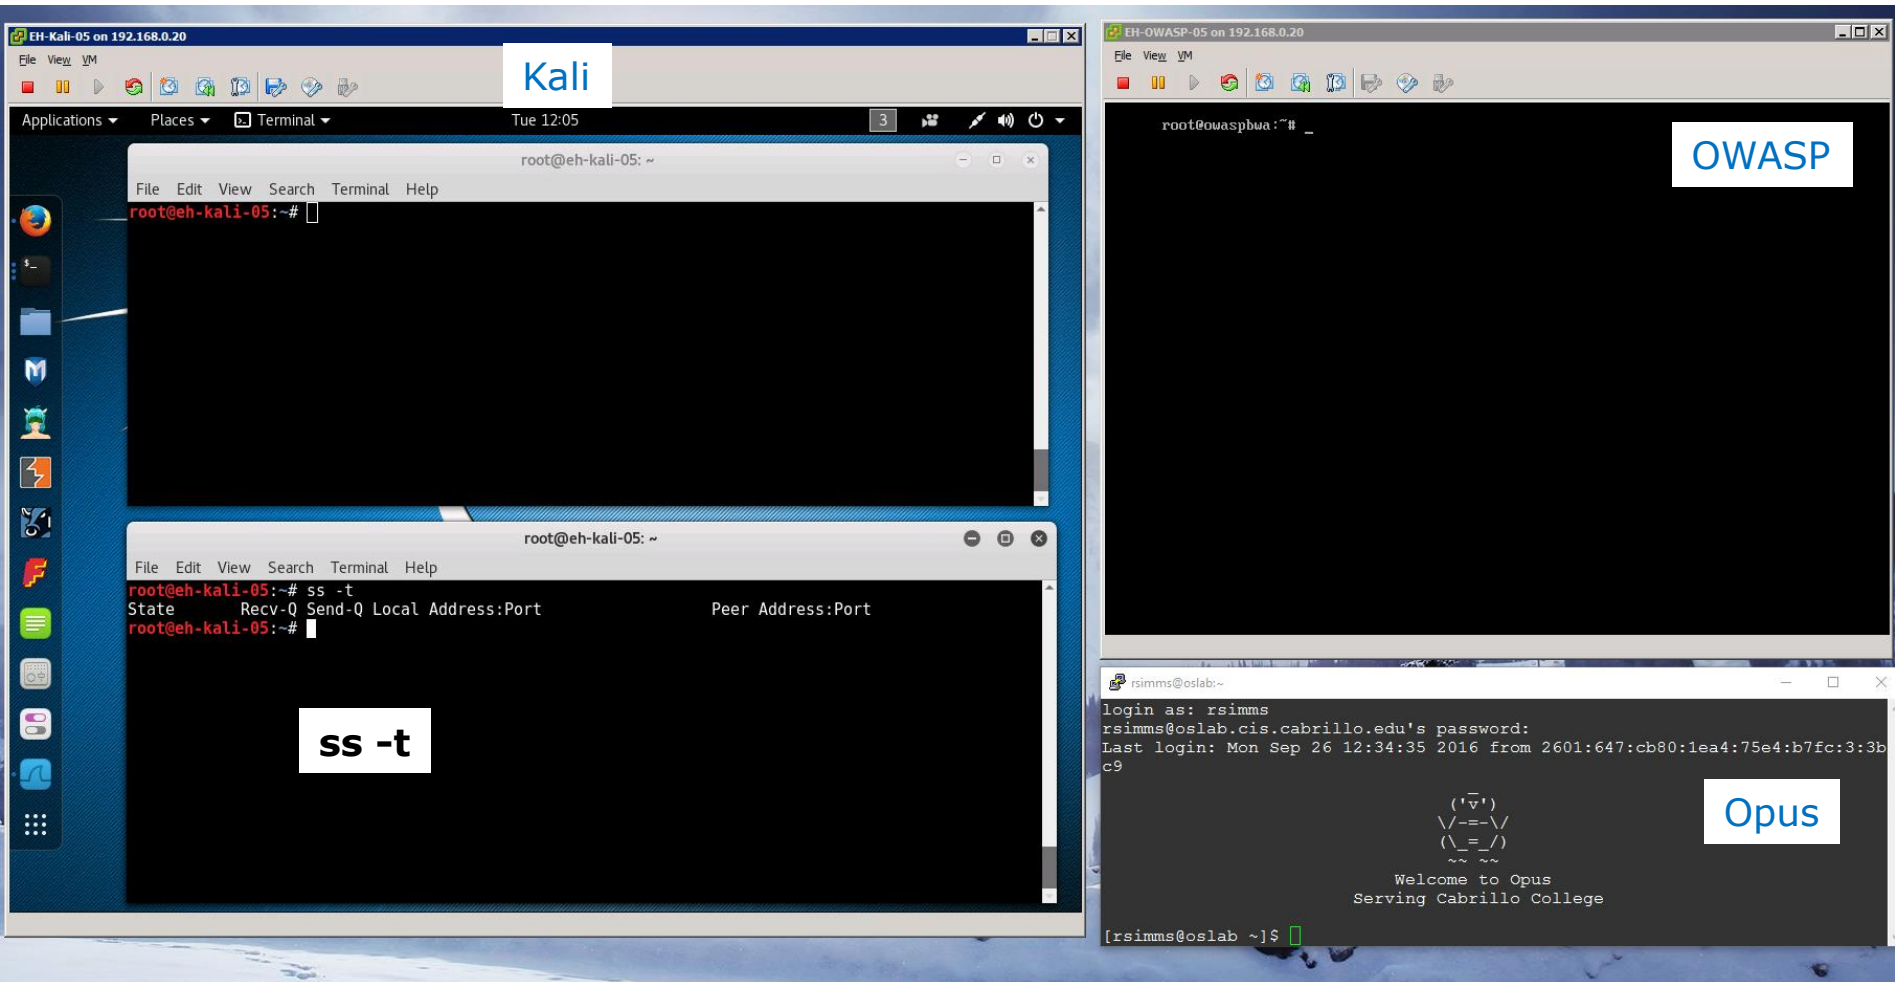 EH-Kali-05 on 192.168.0.20
File View VM
Kali
Applications Places Terminal Tue 12:05 3
root@eh-kali-05: ~
File Edit View Search Terminal Help
root@eh-kali-05:~#
$_
root@eh-kali-05: ~
File Edit View Search Terminal Help
root@eh-kali-05:~# ss -t
State Recv-Q Send-Q Local Address:Port Peer Address:Port
root@eh-kali-05:~#
ss -t
EH-OWASP-05 on 192.168.0.20
File View VM
root@owaspbwa:~# _
OWASP
rsimms@oslab:~
login as: rsimms
rsimms@oslab.cis.cabrillo.edu's password:
Last login: Mon Sep 26 12:34:35 2016 from 2601:647:cb80:1ea4:75e4:b7fc:3:3b
c9
_
('v')
\/-=-\/
(\_=_/)
~~ ~~
Welcome to Opus
Serving Cabrillo College
Opus
[rsimms@oslab ~]$